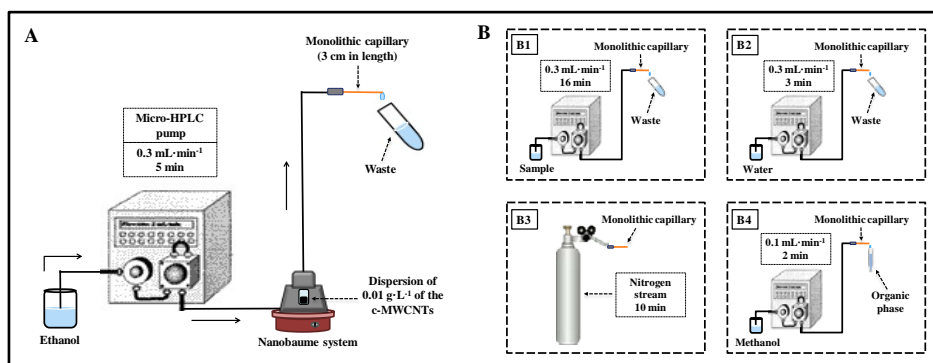 A
Monolithic capillary
(3 cm in length)
Micro-HPLC
pump
0.3 mL·min⁻¹
5 min
Waste
Dispersion of
0.01 g·L⁻¹ of the
c-MWCNTs
Ethanol
Nanobaume system
B
B1
Monolithic capillary
0.3 mL·min⁻¹
16 min
Waste
Sample
B2
Monolithic capillary
0.3 mL·min⁻¹
3 min
Waste
Water
B3
Monolithic capillary
Nitrogen
stream
10 min
B4
Monolithic capillary
0.1 mL·min⁻¹
2 min
Organic
phase
Methanol